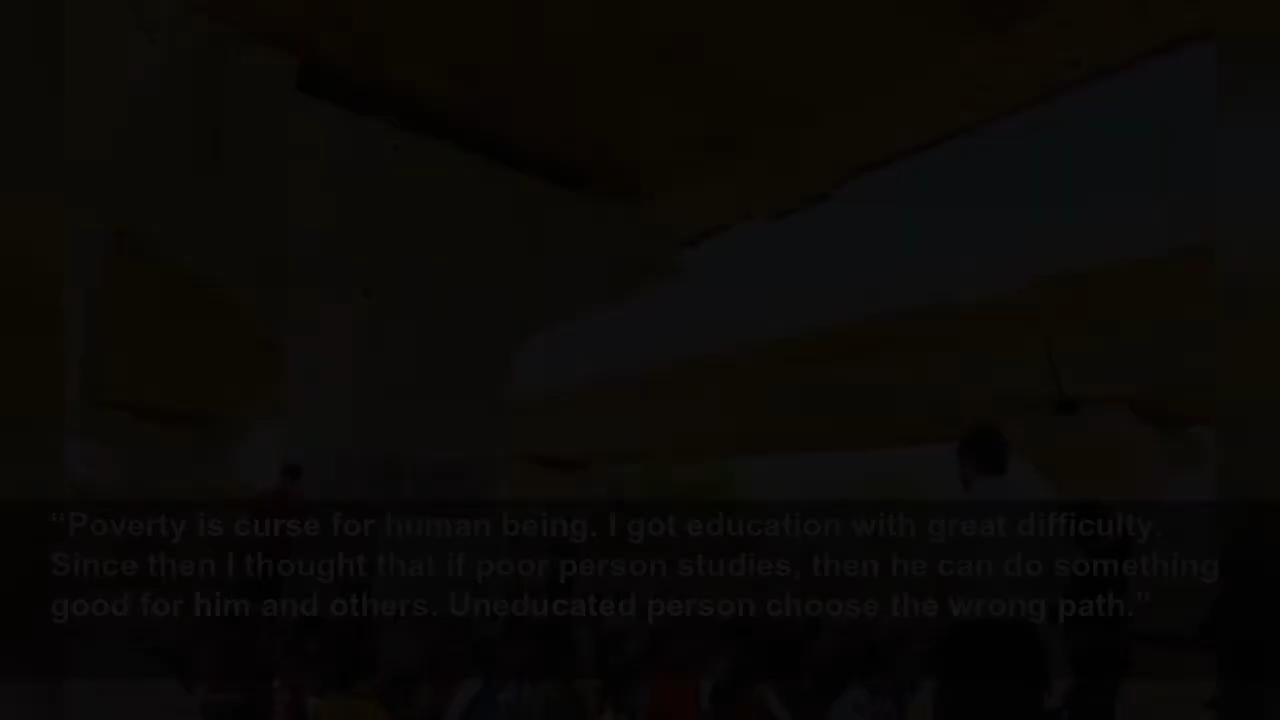 “Poverty is curse for human being. I got education with great difficulty.
Since then I thought that if poor person studies, then he can do something
good for him and others. Uneducated person choose the wrong path.”